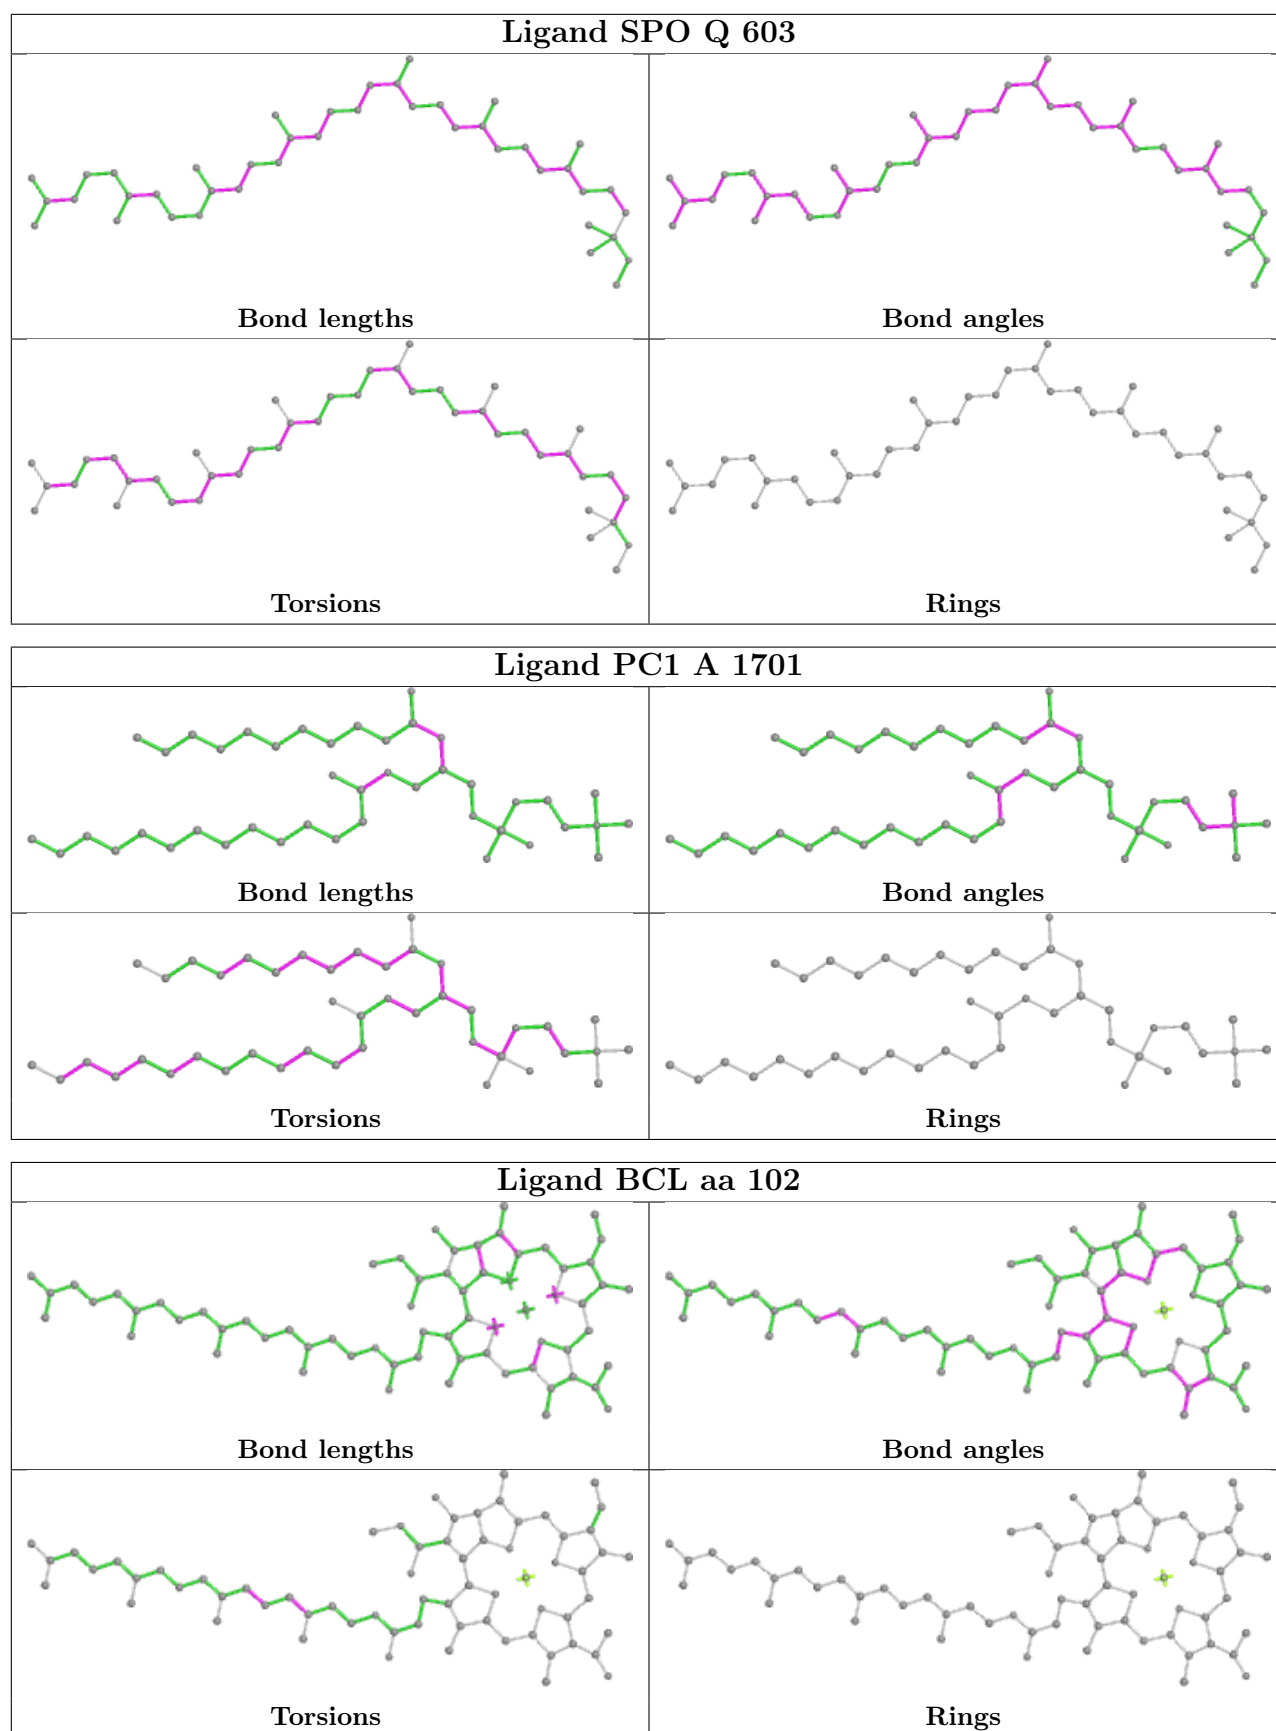 Ligand SPO Q 603
Bond lengths
Bond angles
Torsions
Rings
Ligand PC1 A 1701
Bond lengths
Bond angles
Torsions
Rings
Ligand BCL aa 102
Bond lengths
Bond angles
Torsions
Rings